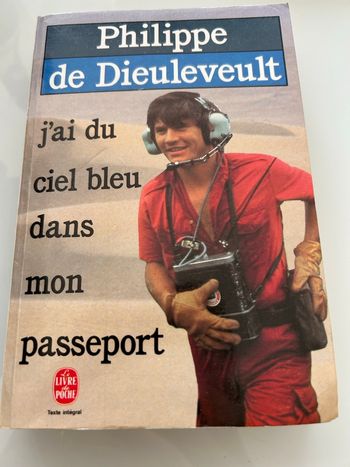 Philippe
de Dieuleveult
j'ai du
ciel bleu
dans
mon
passeport
Le
LIVRE
de
POCHE
Texte intégral